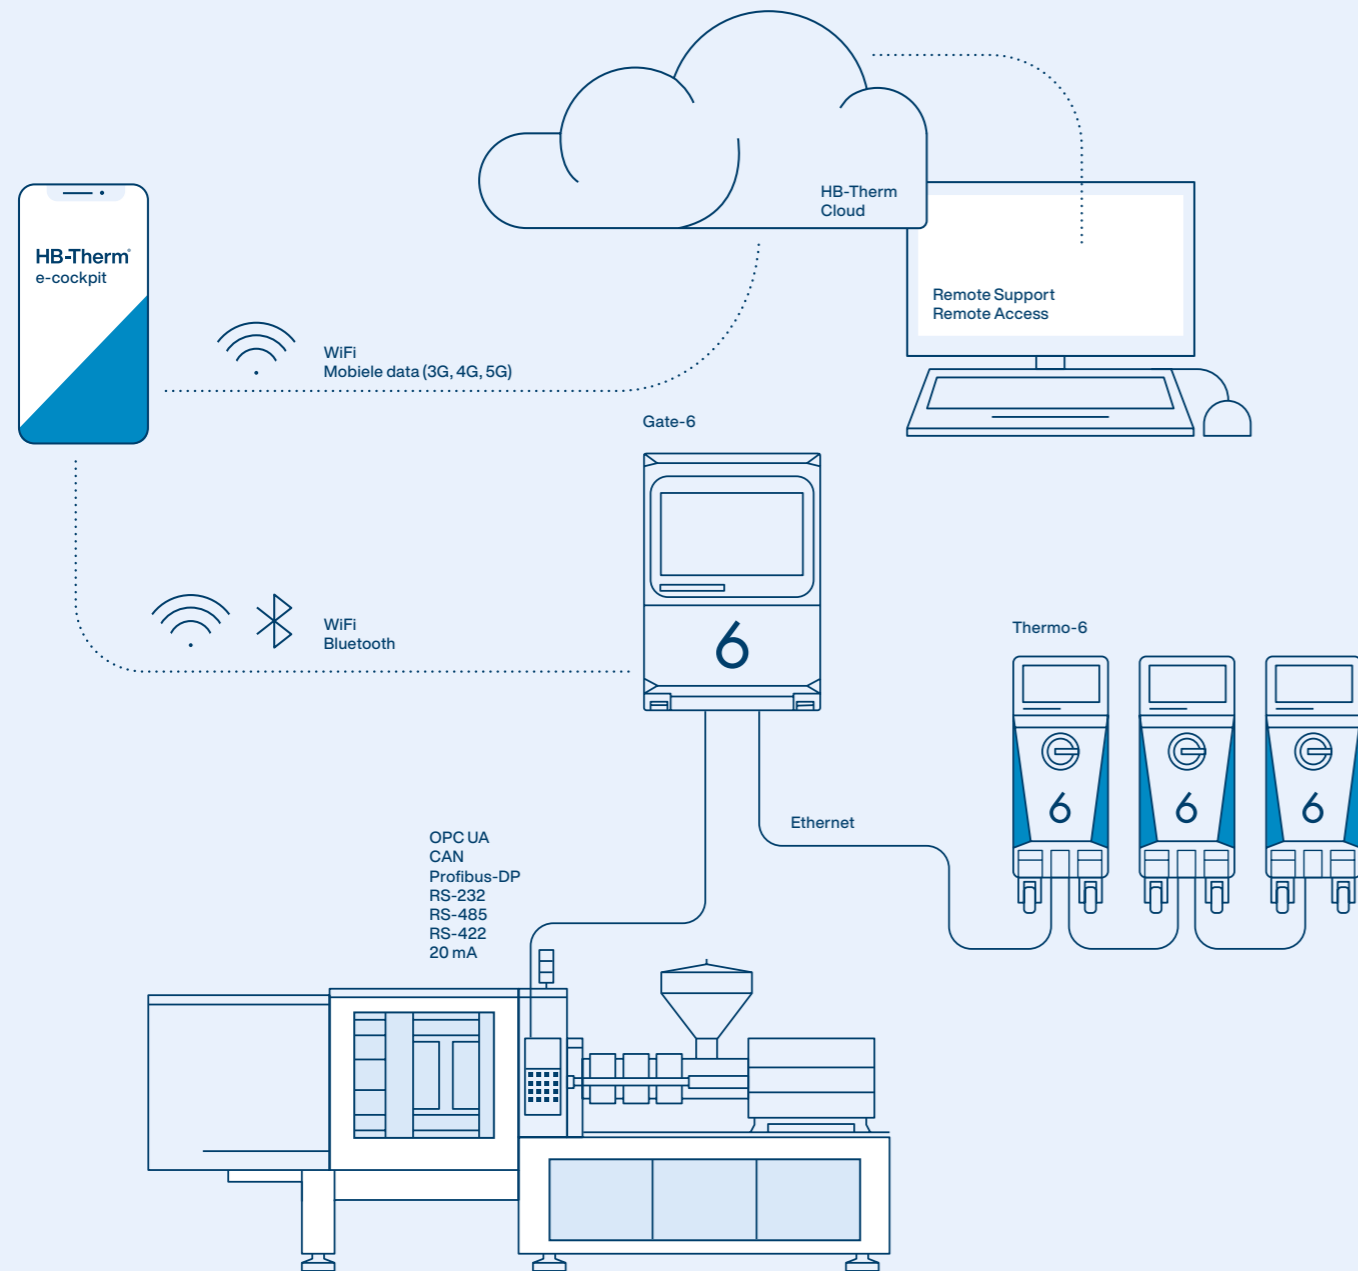 HB-Therm
Cloud
HB-Therm®
e-cockpit
Remote Support
Remote Access
WiFi
Mobiele data (3G, 4G, 5G)
Gate-6
6
WiFi
Bluetooth
Thermo-6
6
6
6
Ethernet
OPC UA
CAN
Profibus-DP
RS-232
RS-485
RS-422
20 mA